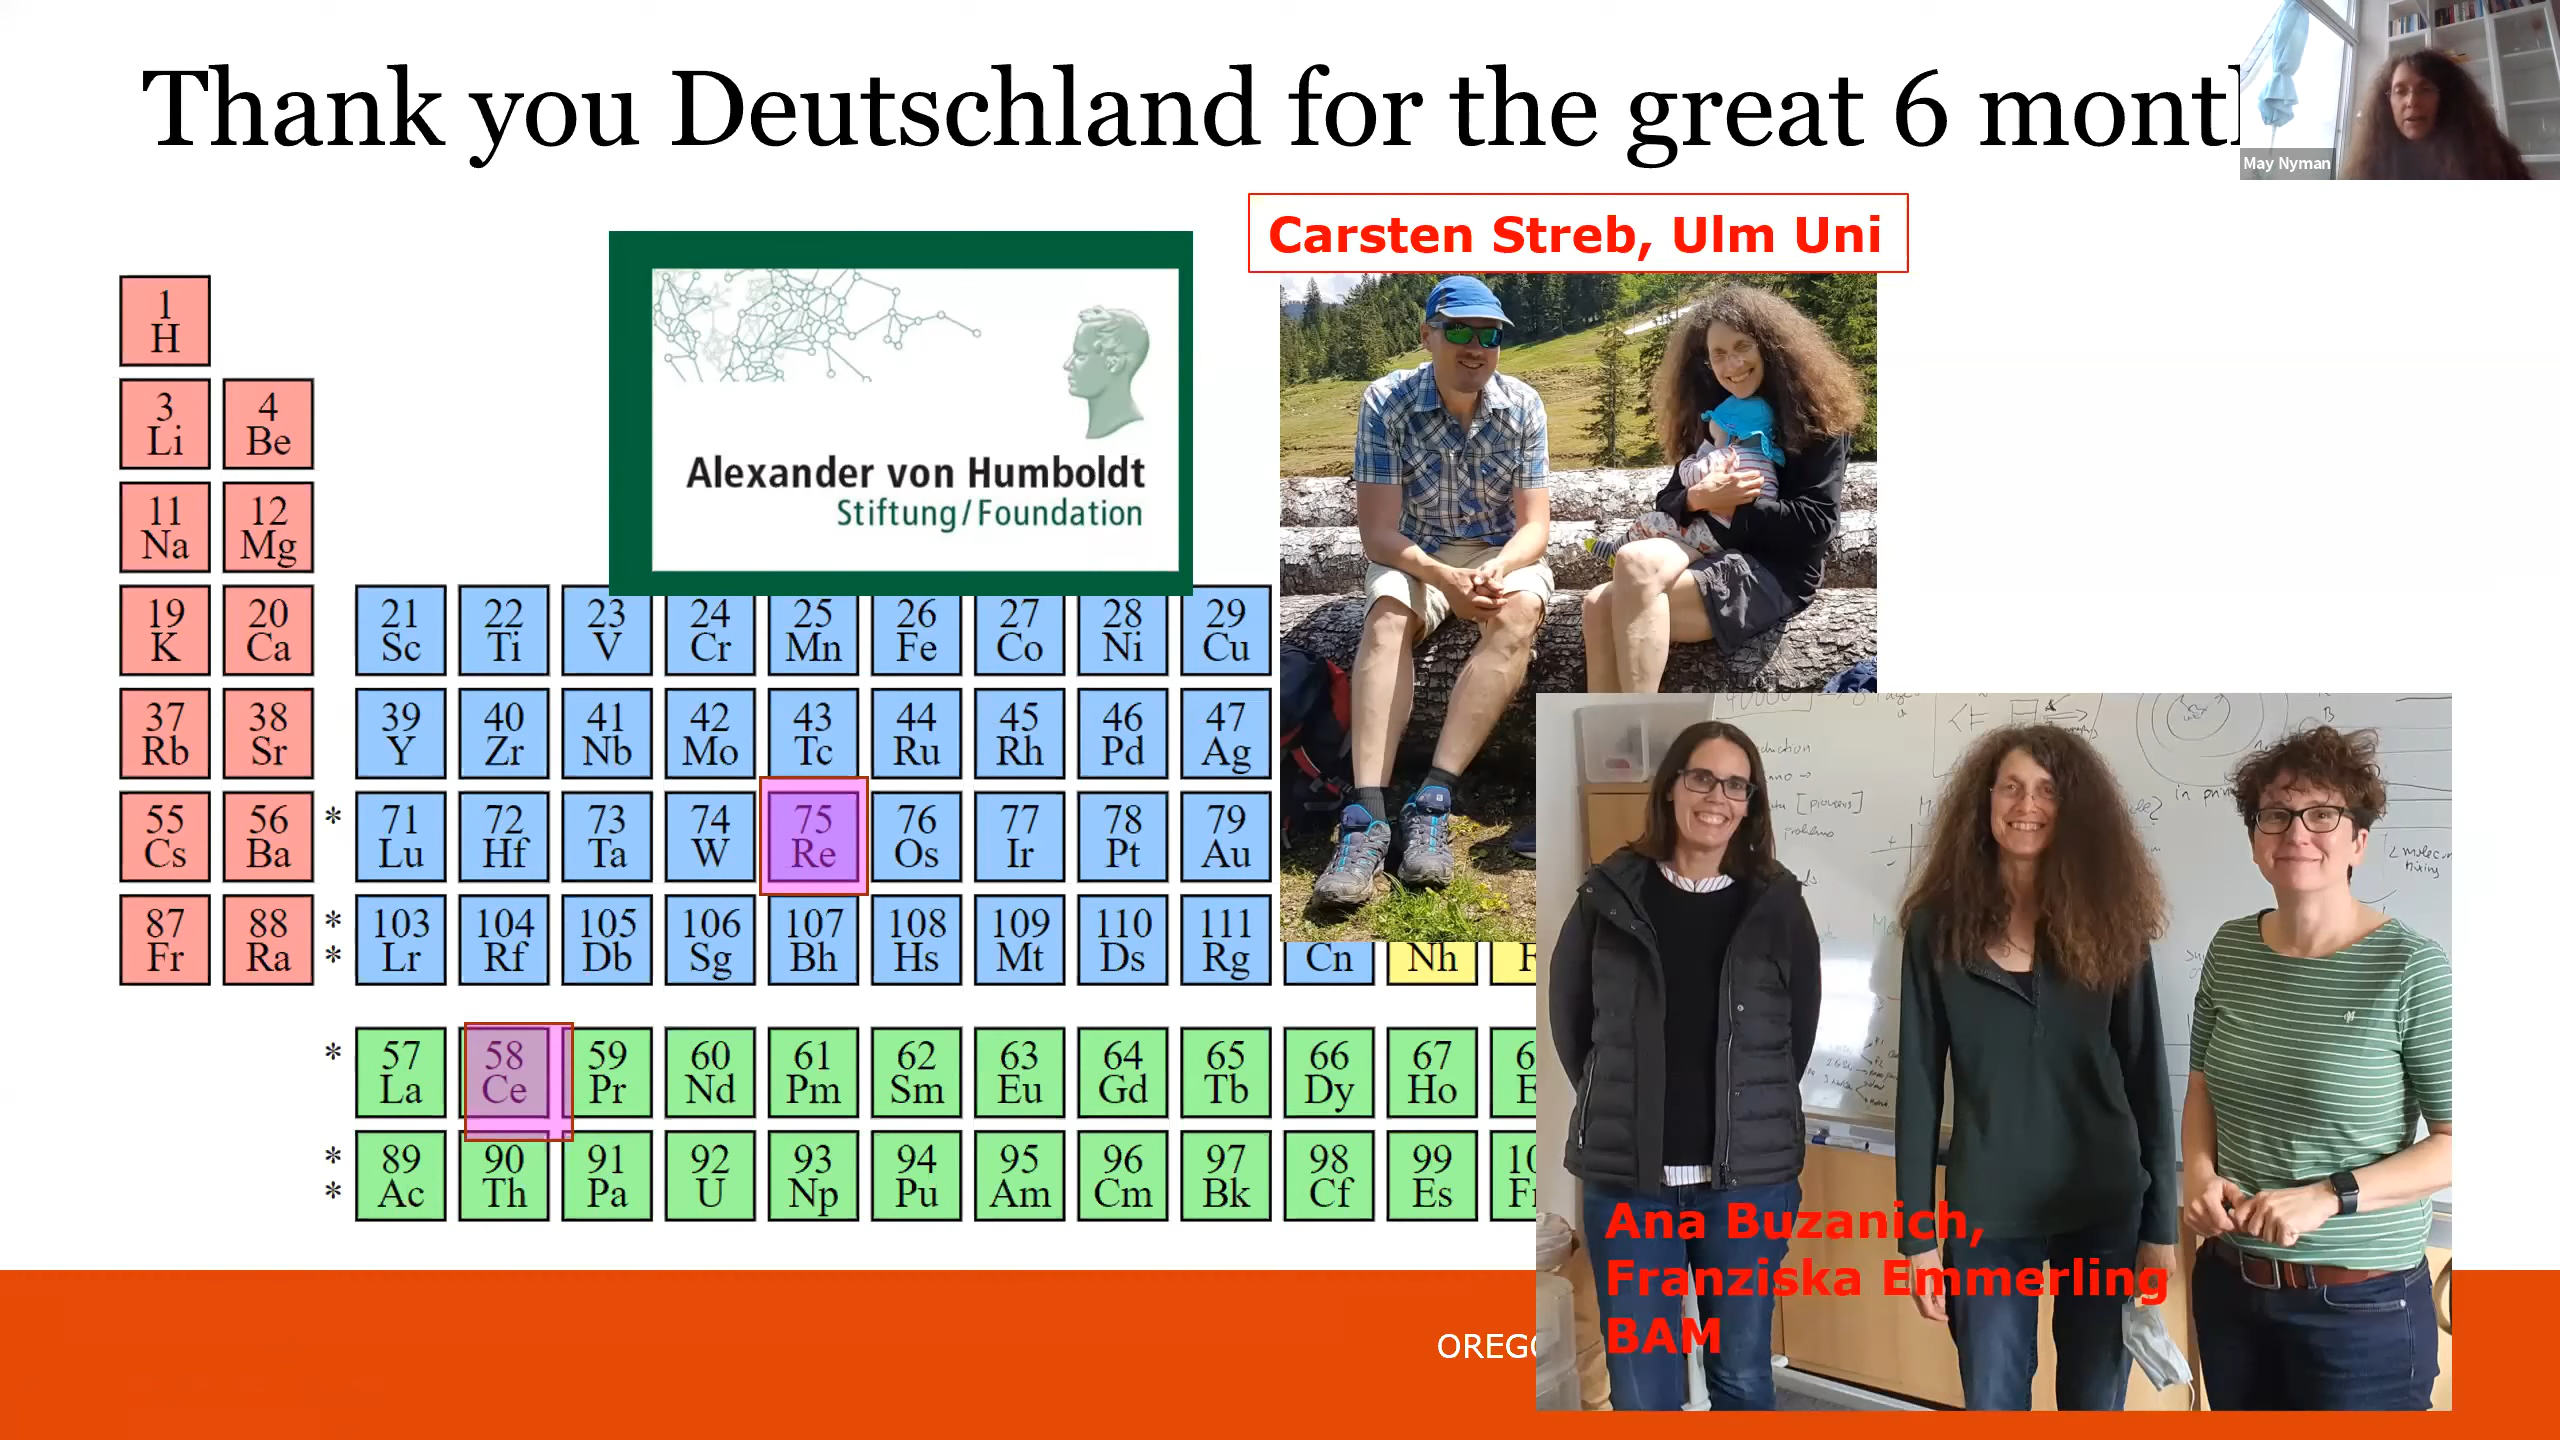 Thank you Deutschland for the great 6 mont
May Nyman
Carsten Streb, Ulm Uni
Alexander von Humboldt
Stiftung/Foundation
1
H
3 4
Li Be
11 12
Na Mg
19 20 21 22 23 24 25 26 27 28 29
K Ca Sc Ti V Cr Mn Fe Co Ni Cu
37 38 39 40 41 42 43 44 45 46 47
Rb Sr Y Zr Nb Mo Tc Ru Rh Pd Ag
55 56 * 71 72 73 74 75 76 77 78 79
Cs Ba Lu Hf Ta W Re Os Ir Pt Au
87 88 * 103 104 105 106 107 108 109 110 111
Fr Ra * Lr Rf Db Sg Bh Hs Mt Ds Rg Cn Nh
* 57 58 59 60 61 62 63 64 65 66 67
La Ce Pr Nd Pm Sm Eu Gd Tb Dy Ho
* 89 90 91 92 93 94 95 96 97 98 99
* Ac Th Pa U Np Pu Am Cm Bk Cf Es
40000
[pioneers]
problems
in
Ana Buzanich,
Franziska Emmerling
BAM
OREGO